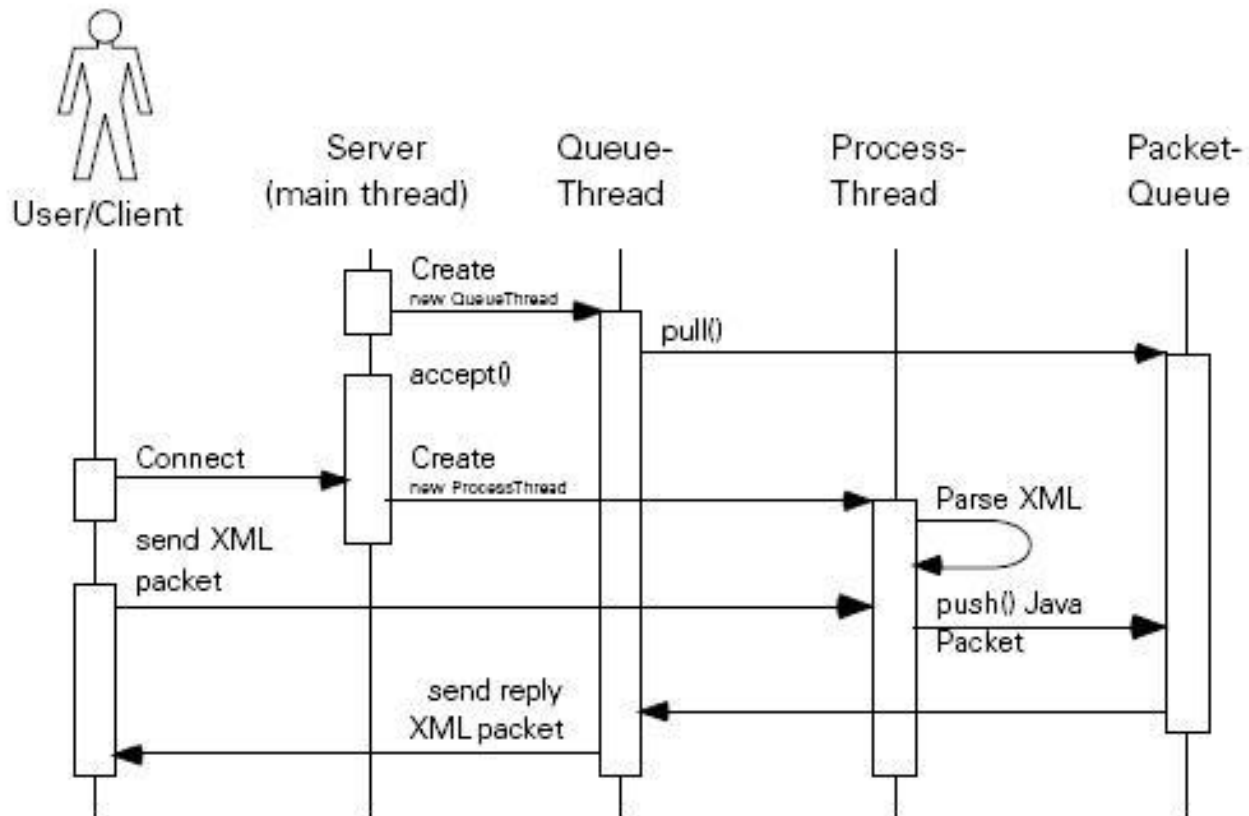 User/Client
Server
(main thread)
Queue-
Thread
Process-
Thread
Packet-
Queue
Create
new QueueThread
pull()
accept()
Connect
Create
new ProcessThread
Parse XML
send XML
packet
push() Java
Packet
send reply
XML packet